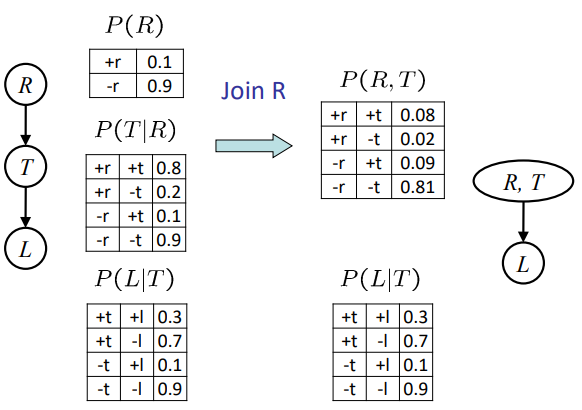 P(R)
+r 0.1
-r 0.9
R
T
L
P(T|R)
+r +t 0.8
+r -t 0.2
-r +t 0.1
-r -t 0.9
P(L|T)
+t +l 0.3
+t -l 0.7
-t +l 0.1
-t -l 0.9
Join R
P(R, T)
+r +t 0.08
+r -t 0.02
-r +t 0.09
-r -t 0.81
P(L|T)
+t +l 0.3
+t -l 0.7
-t +l 0.1
-t -l 0.9
R, T
L